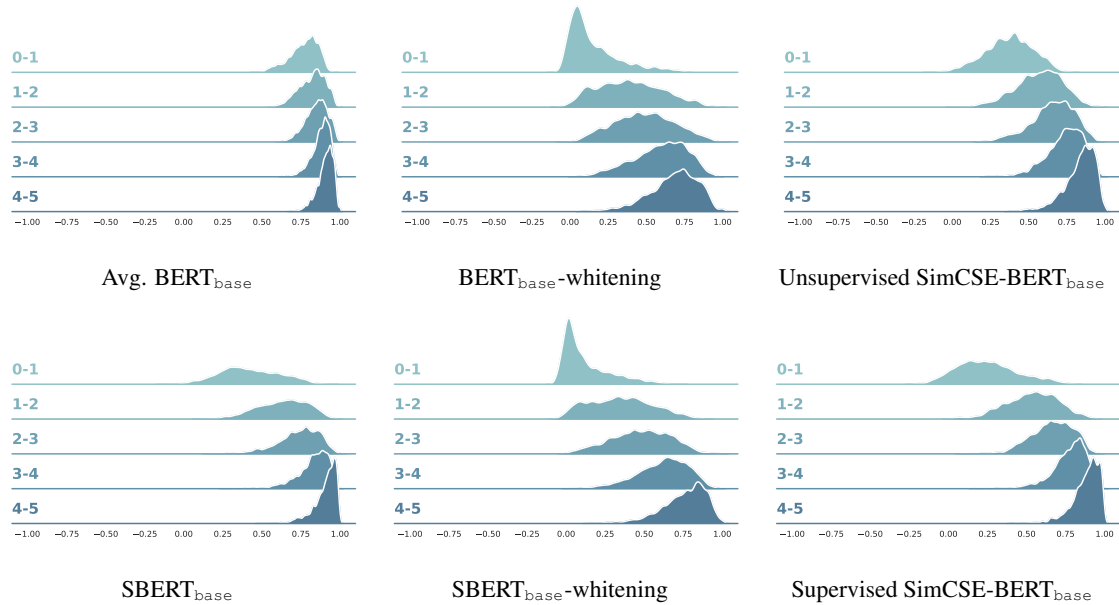 0-1
1-2
2-3
3-4
4-5
−1.00 −0.75 −0.50 −0.25 0.00 0.25 0.50 0.75 1.00
Avg. BERTbase
0-1
1-2
2-3
3-4
4-5
−1.00 −0.75 −0.50 −0.25 0.00 0.25 0.50 0.75 1.00
BERTbase-whitening
0-1
1-2
2-3
3-4
4-5
−1.00 −0.75 −0.50 −0.25 0.00 0.25 0.50 0.75 1.00
Unsupervised SimCSE-BERTbase
0-1
1-2
2-3
3-4
4-5
−1.00 −0.75 −0.50 −0.25 0.00 0.25 0.50 0.75 1.00
SBERTbase
0-1
1-2
2-3
3-4
4-5
−1.00 −0.75 −0.50 −0.25 0.00 0.25 0.50 0.75 1.00
SBERTbase-whitening
0-1
1-2
2-3
3-4
4-5
−1.00 −0.75 −0.50 −0.25 0.00 0.25 0.50 0.75 1.00
Supervised SimCSE-BERTbase